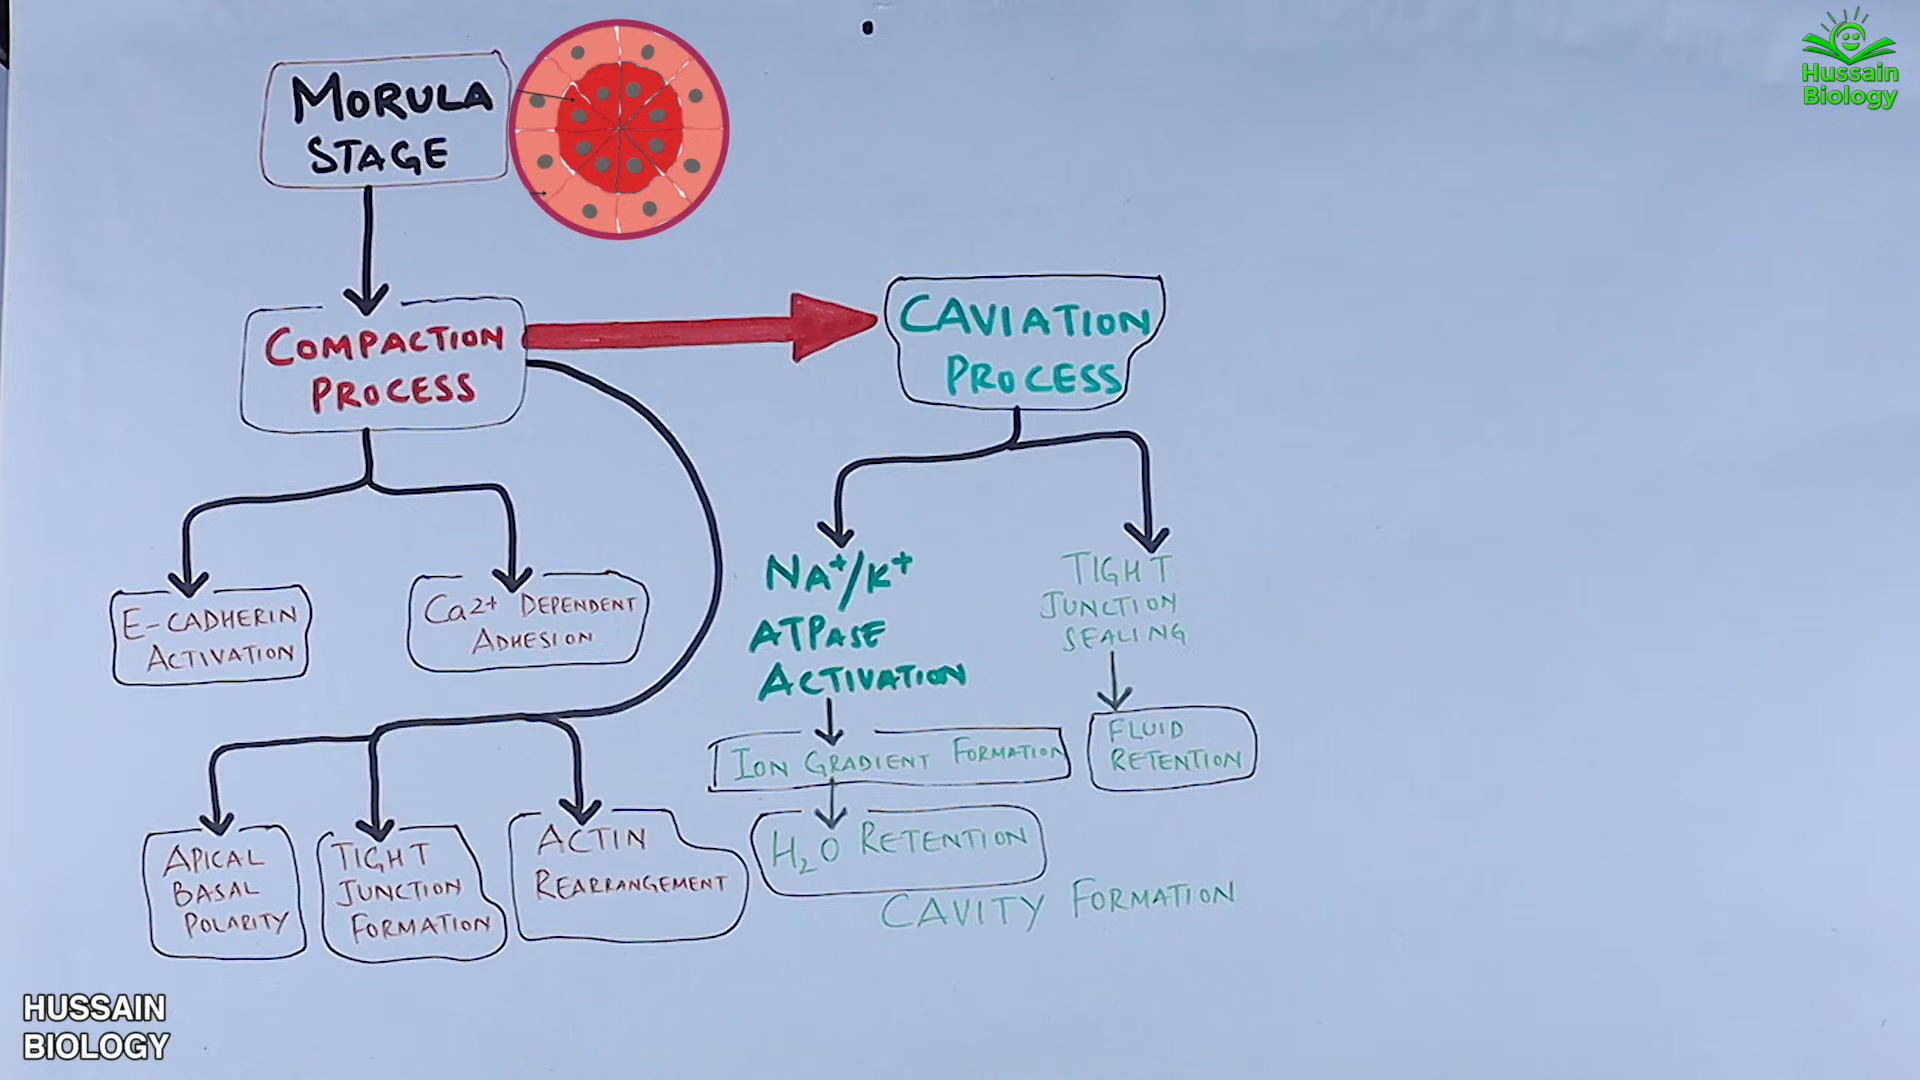 MORULA
STAGE
COMPACTION
PROCESS
CAVIATION
PROCESS
E-CADHERIN
ACTIVATION
Ca2+ DEPENDENT
ADHESION
APICAL
BASAL
POLARITY
TIGHT
JUNCTION
FORMATION
ACTIN
REARRANGEMENT
NA+/K+
ATPASE
ACTIVATION
ION GRADIENT FORMATION
H₂O RETENTION
TIGHT
JUNCTION
SEALING
FLUID
RETENTION
CAVITY FORMATION
Hussain
Biology
HUSSAIN
BIOLOGY